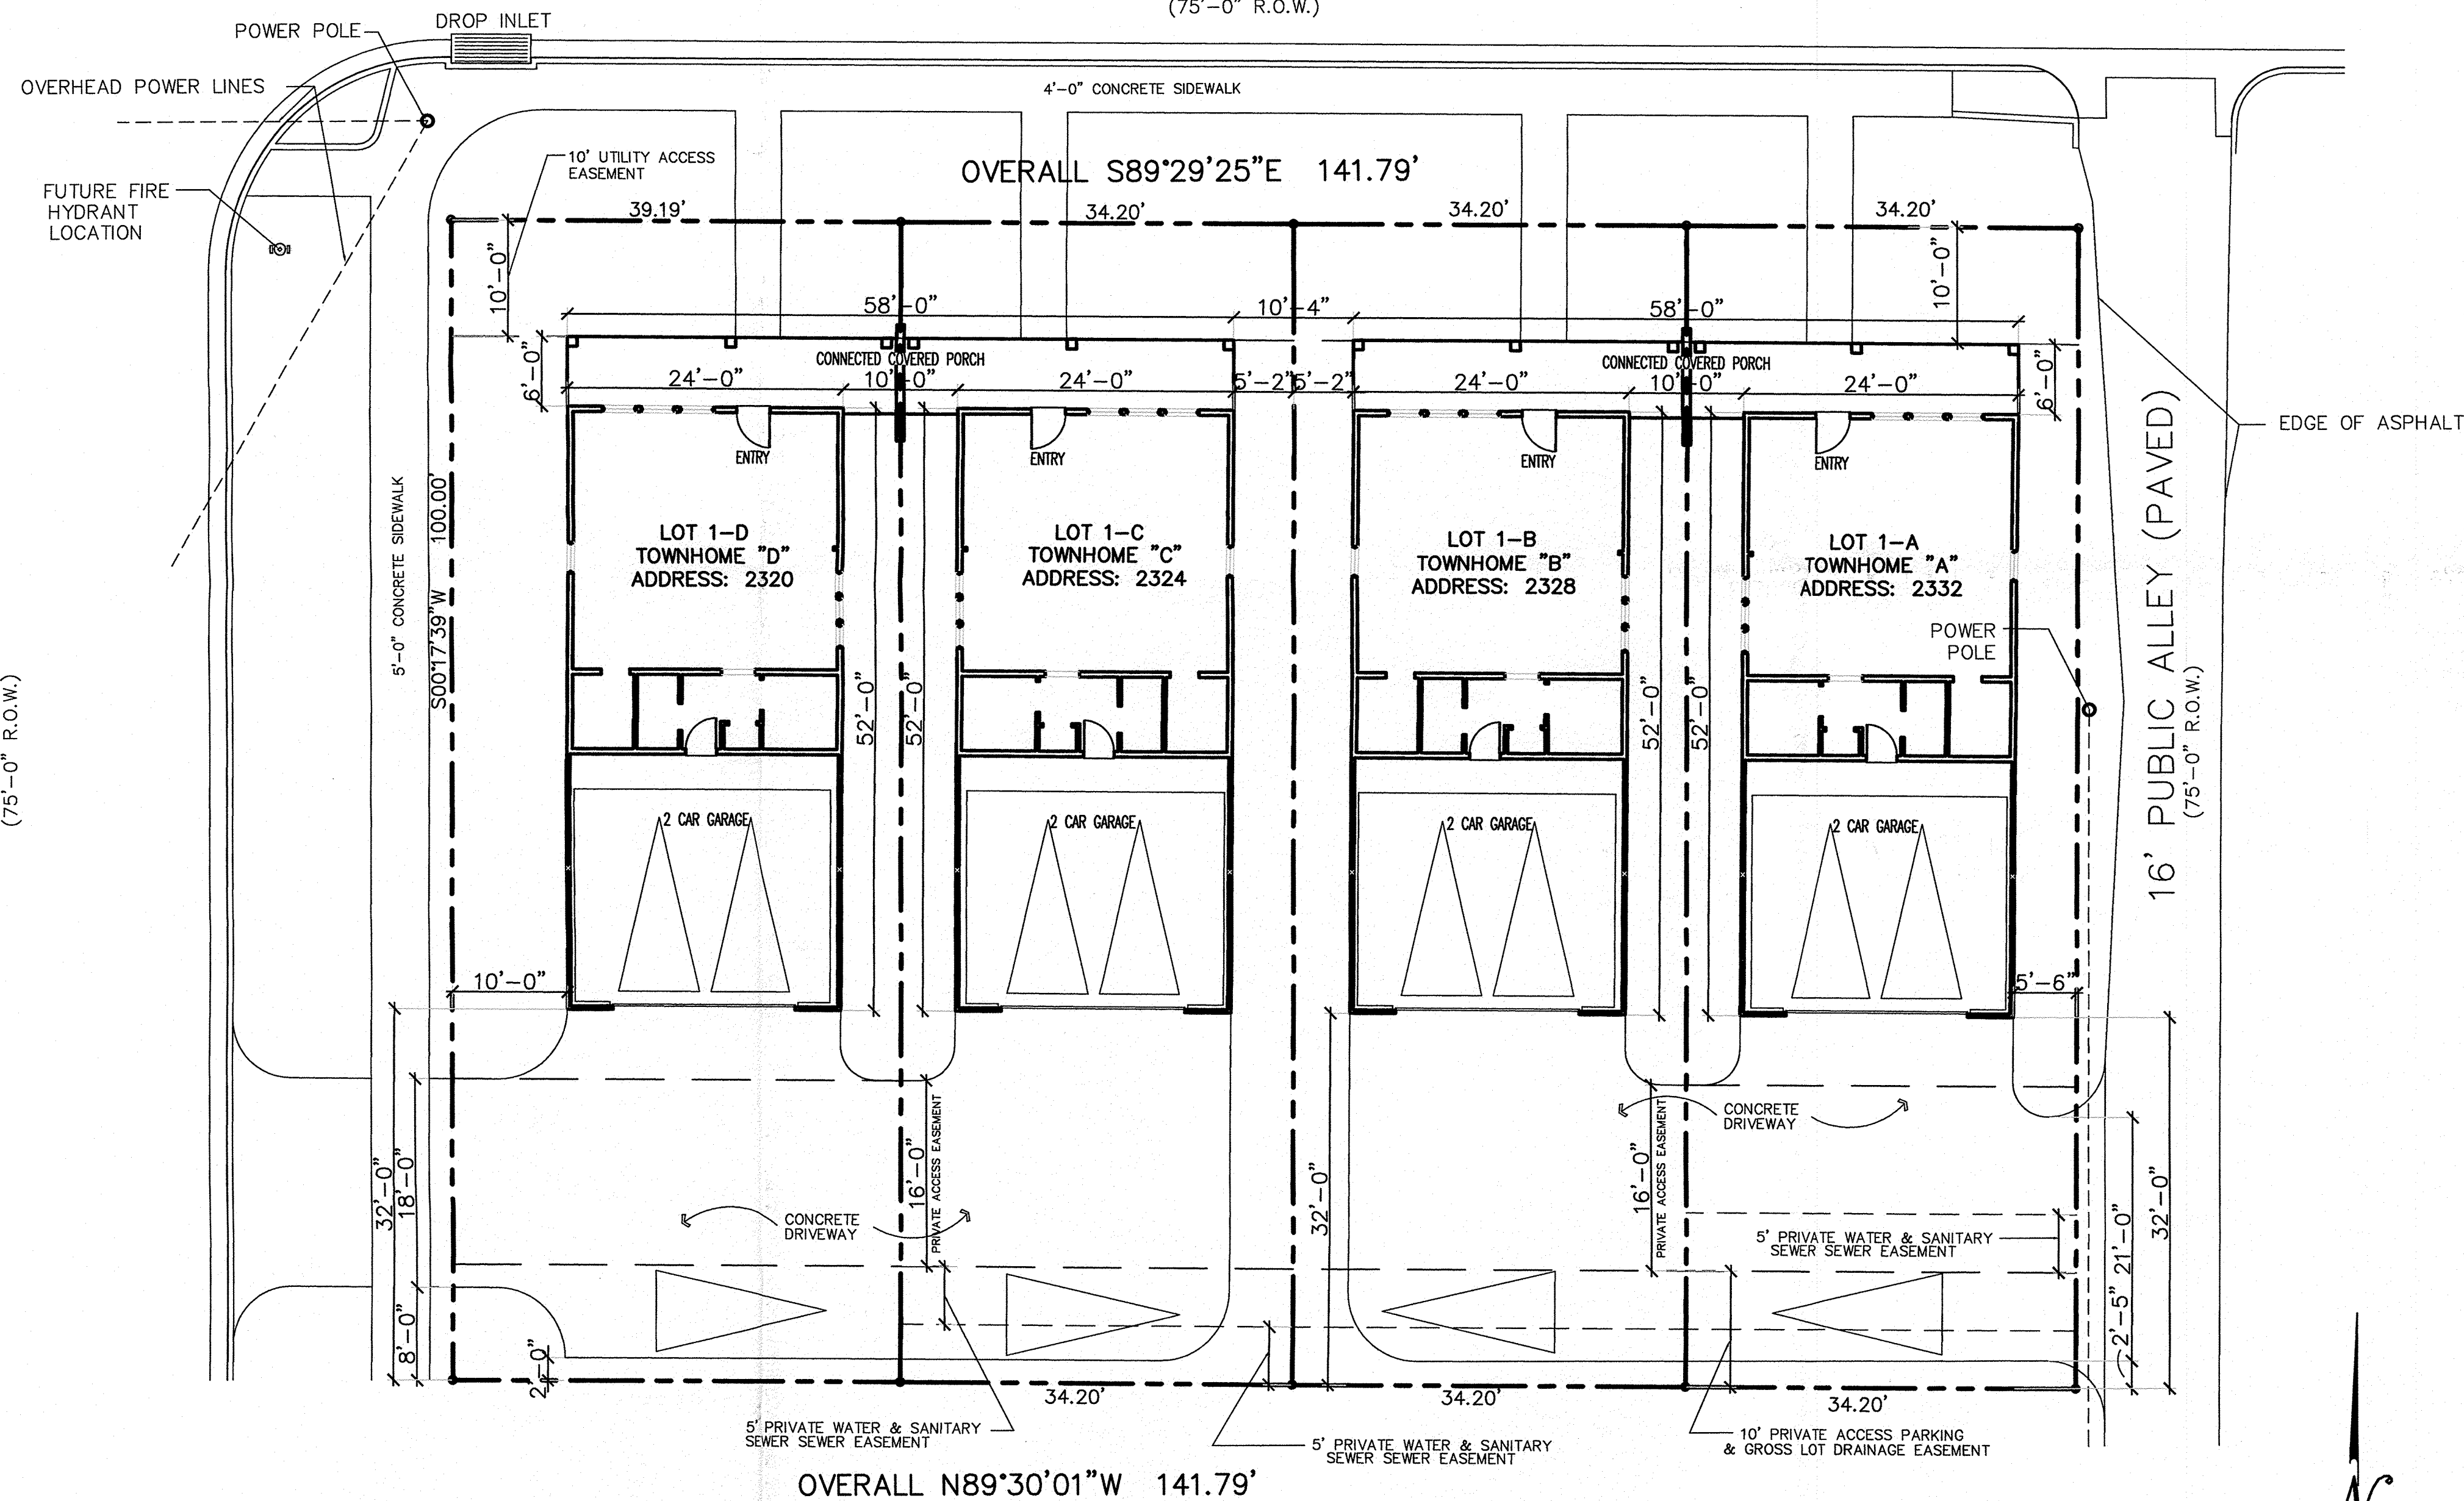 (75'-0" R.O.W.)
DROP INLET
POWER POLE
OVERHEAD POWER LINES
4'-0" CONCRETE SIDEWALK
10' UTILITY ACCESS
EASEMENT
OVERALL S89°29'25"E 141.79'
FUTURE FIRE
HYDRANT
LOCATION
39.19'
34.20'
34.20'
34.20'
10'-0"
10'-0"
58'-0"
10'-4"
58'-0"
6'-0"
CONNECTED COVERED PORCH
CONNECTED COVERED PORCH
6'-0"
24'-0"
10'-0"
24'-0"
5'-2"
5'-2"
24'-0"
10'-0"
24'-0"
EDGE OF ASPHALT
ENTRY
ENTRY
ENTRY
ENTRY
5'-0" CONCRETE SIDEWALK
S00°17'39"W 100.00'
LOT 1-D
TOWNHOME "D"
ADDRESS: 2320
LOT 1-C
TOWNHOME "C"
ADDRESS: 2324
LOT 1-B
TOWNHOME "B"
ADDRESS: 2328
LOT 1-A
TOWNHOME "A"
ADDRESS: 2332
POWER
POLE
16' PUBLIC ALLEY (PAVED)
(75'-0" R.O.W.)
(75'-0" R.O.W.)
52'-0"
52'-0"
52'-0"
52'-0"
2 CAR GARAGE
2 CAR GARAGE
2 CAR GARAGE
2 CAR GARAGE
10'-0"
5'-6"
CONCRETE
DRIVEWAY
32'-0"
18'-0"
16'-0"
PRIVATE ACCESS EASEMENT
32'-0"
16'-0"
PRIVATE ACCESS EASEMENT
CONCRETE
DRIVEWAY
5' PRIVATE WATER & SANITARY
SEWER SEWER EASEMENT
21'-0"
32'-0"
8'-0"
2'-0"
2'-5"
34.20'
34.20'
34.20'
5' PRIVATE WATER & SANITARY
SEWER SEWER EASEMENT
5' PRIVATE WATER & SANITARY
SEWER SEWER EASEMENT
10' PRIVATE ACCESS PARKING
& GROSS LOT DRAINAGE EASEMENT
OVERALL N89°30'01"W 141.79'
N